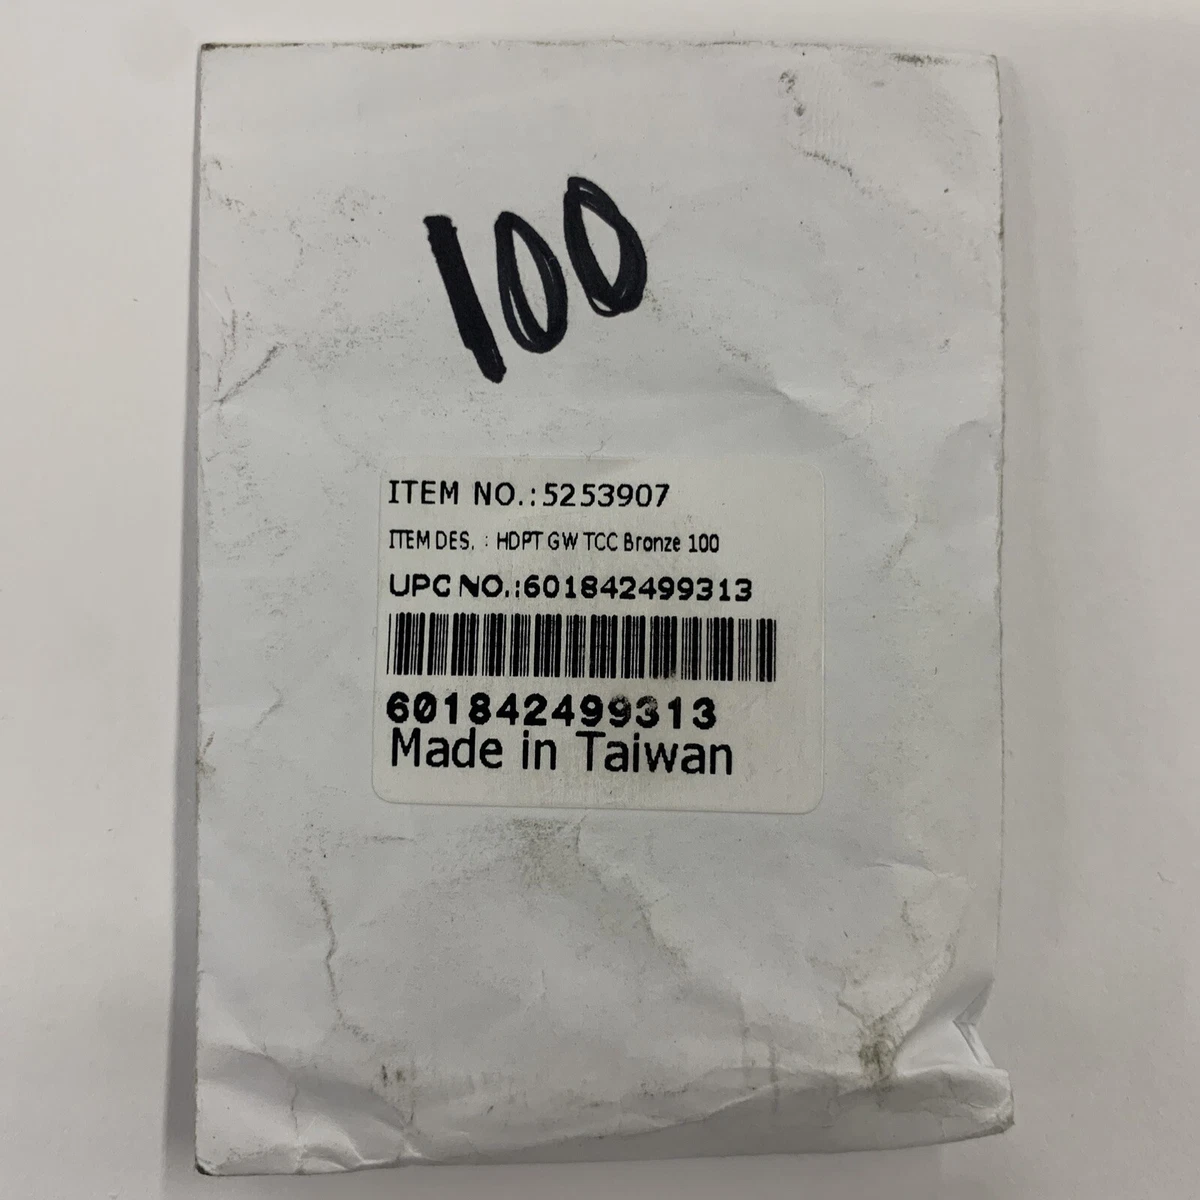 100
ITEM NO.:5253907
ITEM DES. : HDPT GW TCC Bronze 100
UPC NO.:601842499313
601842499313
Made in Taiwan